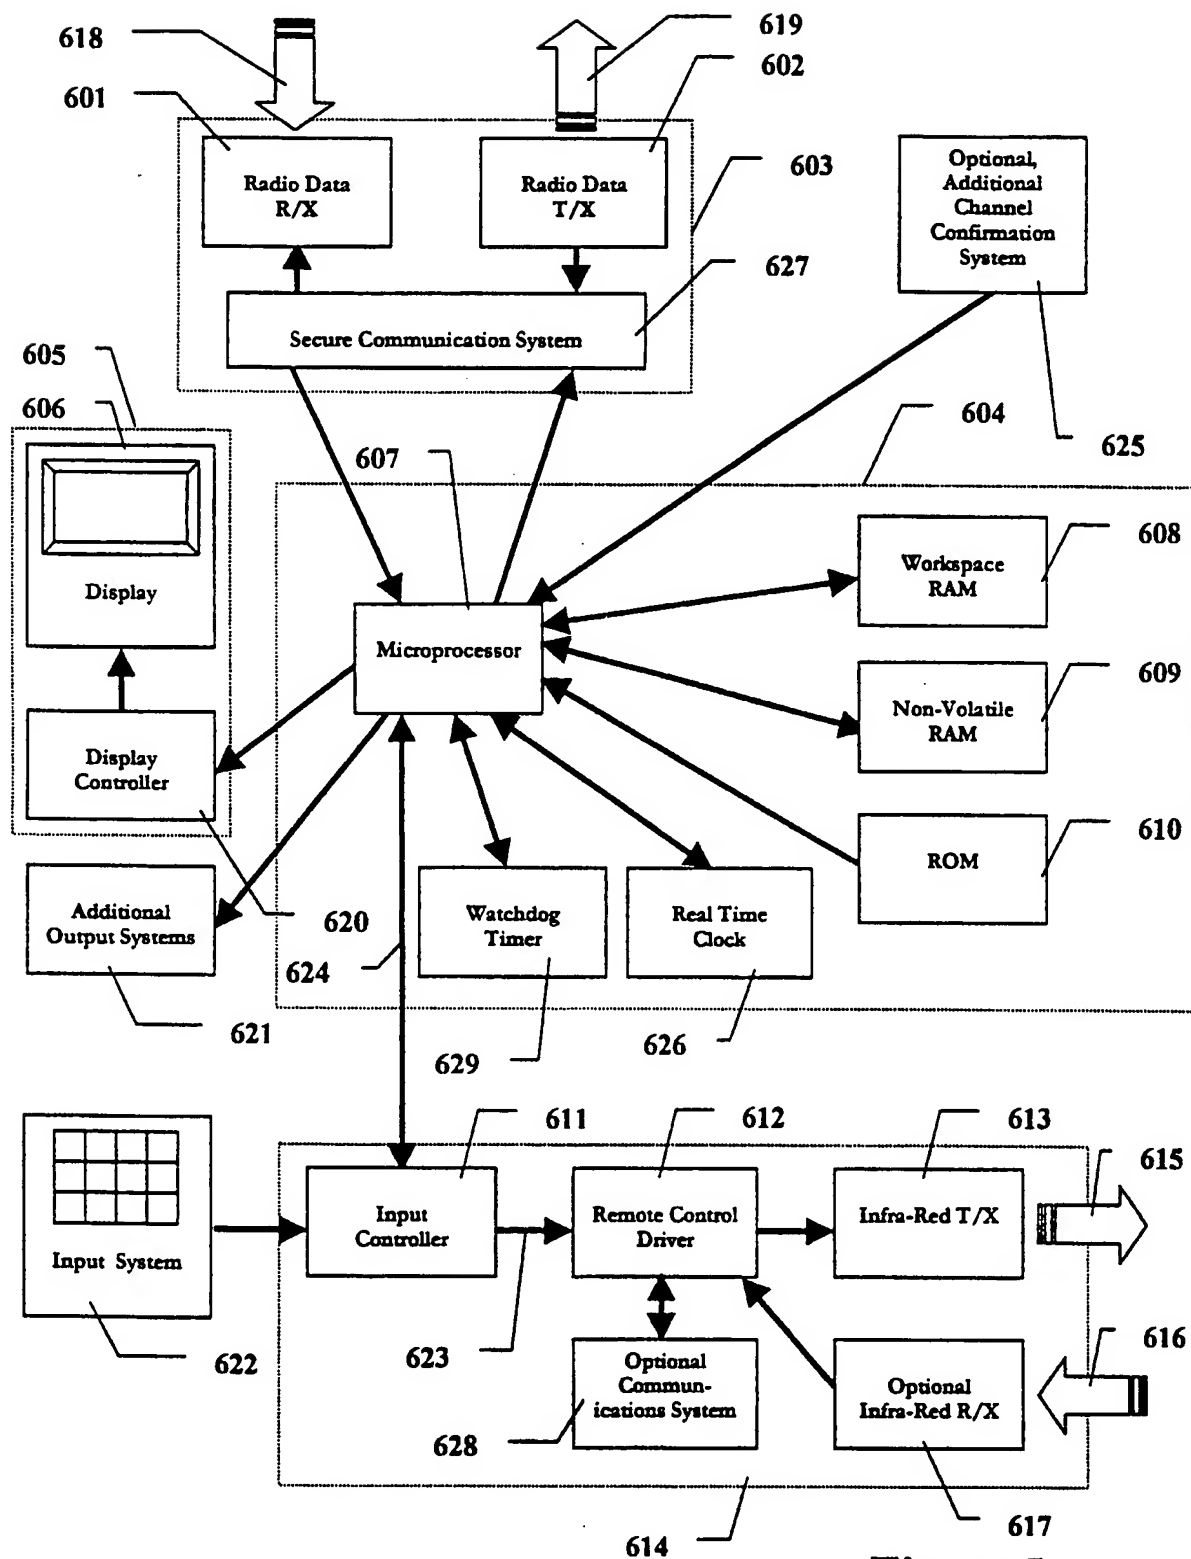 618
619
602
601
Radio Data
R/X
Radio Data
T/X
603
Optional,
Additional
Channel
Confirmation
System
627
Secure Communication System
605
606
604
625
607
608
Workspace
RAM
Display
Microprocessor
609
Non-Volatile
RAM
Display
Controller
610
ROM
Additional
Output Systems
620
624
Watchdog
Timer
Real Time
Clock
621
629
626
611
612
613
615
Input
Controller
Remote Control
Driver
Infra-Red T/X
Input System
622
623
616
Optional
Commun-
ications System
Optional
Infra-Red R/X
628
614
617